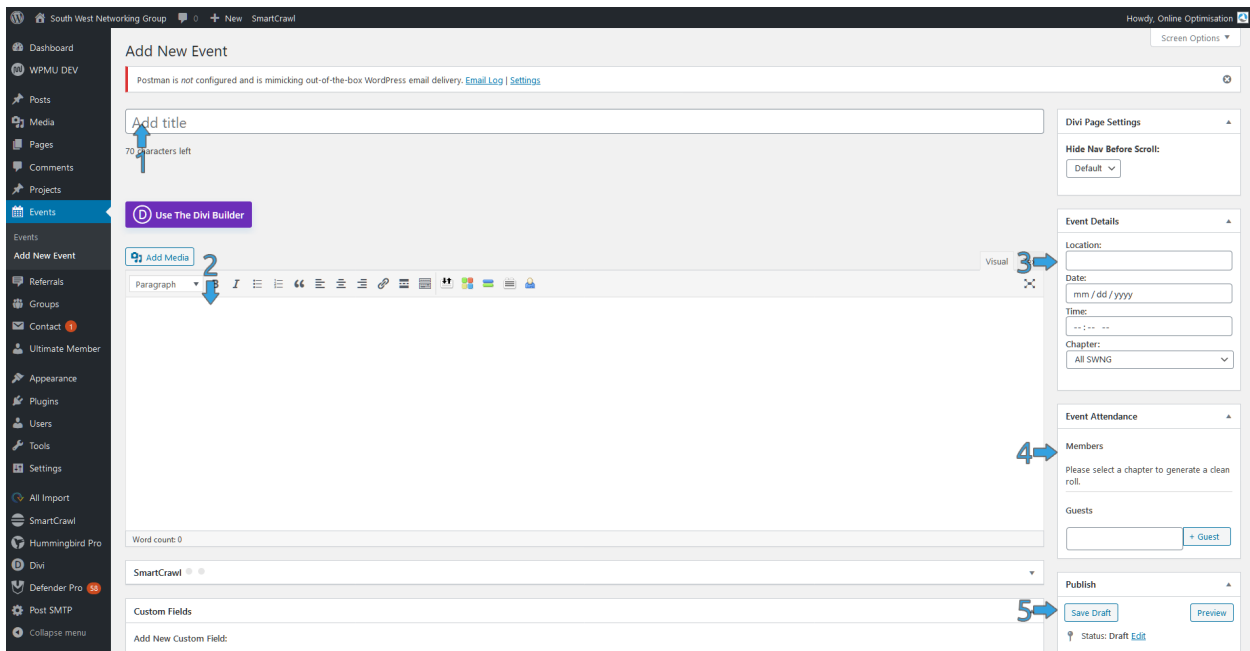 South West Networking Group 0 + New SmartCrawl Howdy, Online Optimisation
Screen Options ▼
Dashboard
WPMU DEV
Posts
Media
Pages
Comments
Projects
Events
Events
Add New Event
Referrals
Groups
Contact 1
Ultimate Member
Appearance
Plugins
Users
Tools
Settings
All Import
SmartCrawl
Hummingbird Pro
Divi
Defender Pro 58
Post SMTP
Collapse menu
Add New Event
Postman is not configured and is mimicking out-of-the-box WordPress email delivery. Email Log | Settings
Add title
1
70 characters left
D Use The Divi Builder
Add Media
2
Visual
Paragraph ▼ B I
Word count: 0
SmartCrawl
Custom Fields
Add New Custom Field:
Divi Page Settings
Hide Nav Before Scroll:
Default
Event Details
3
Location:
Date:
mm / dd / yyyy
Time:
--:-- --
Chapter:
All SWNG
Event Attendance
4
Members
Please select a chapter to generate a clean
roll.
Guests
+ Guest
Publish
5
Save Draft Preview
Status: Draft Edit